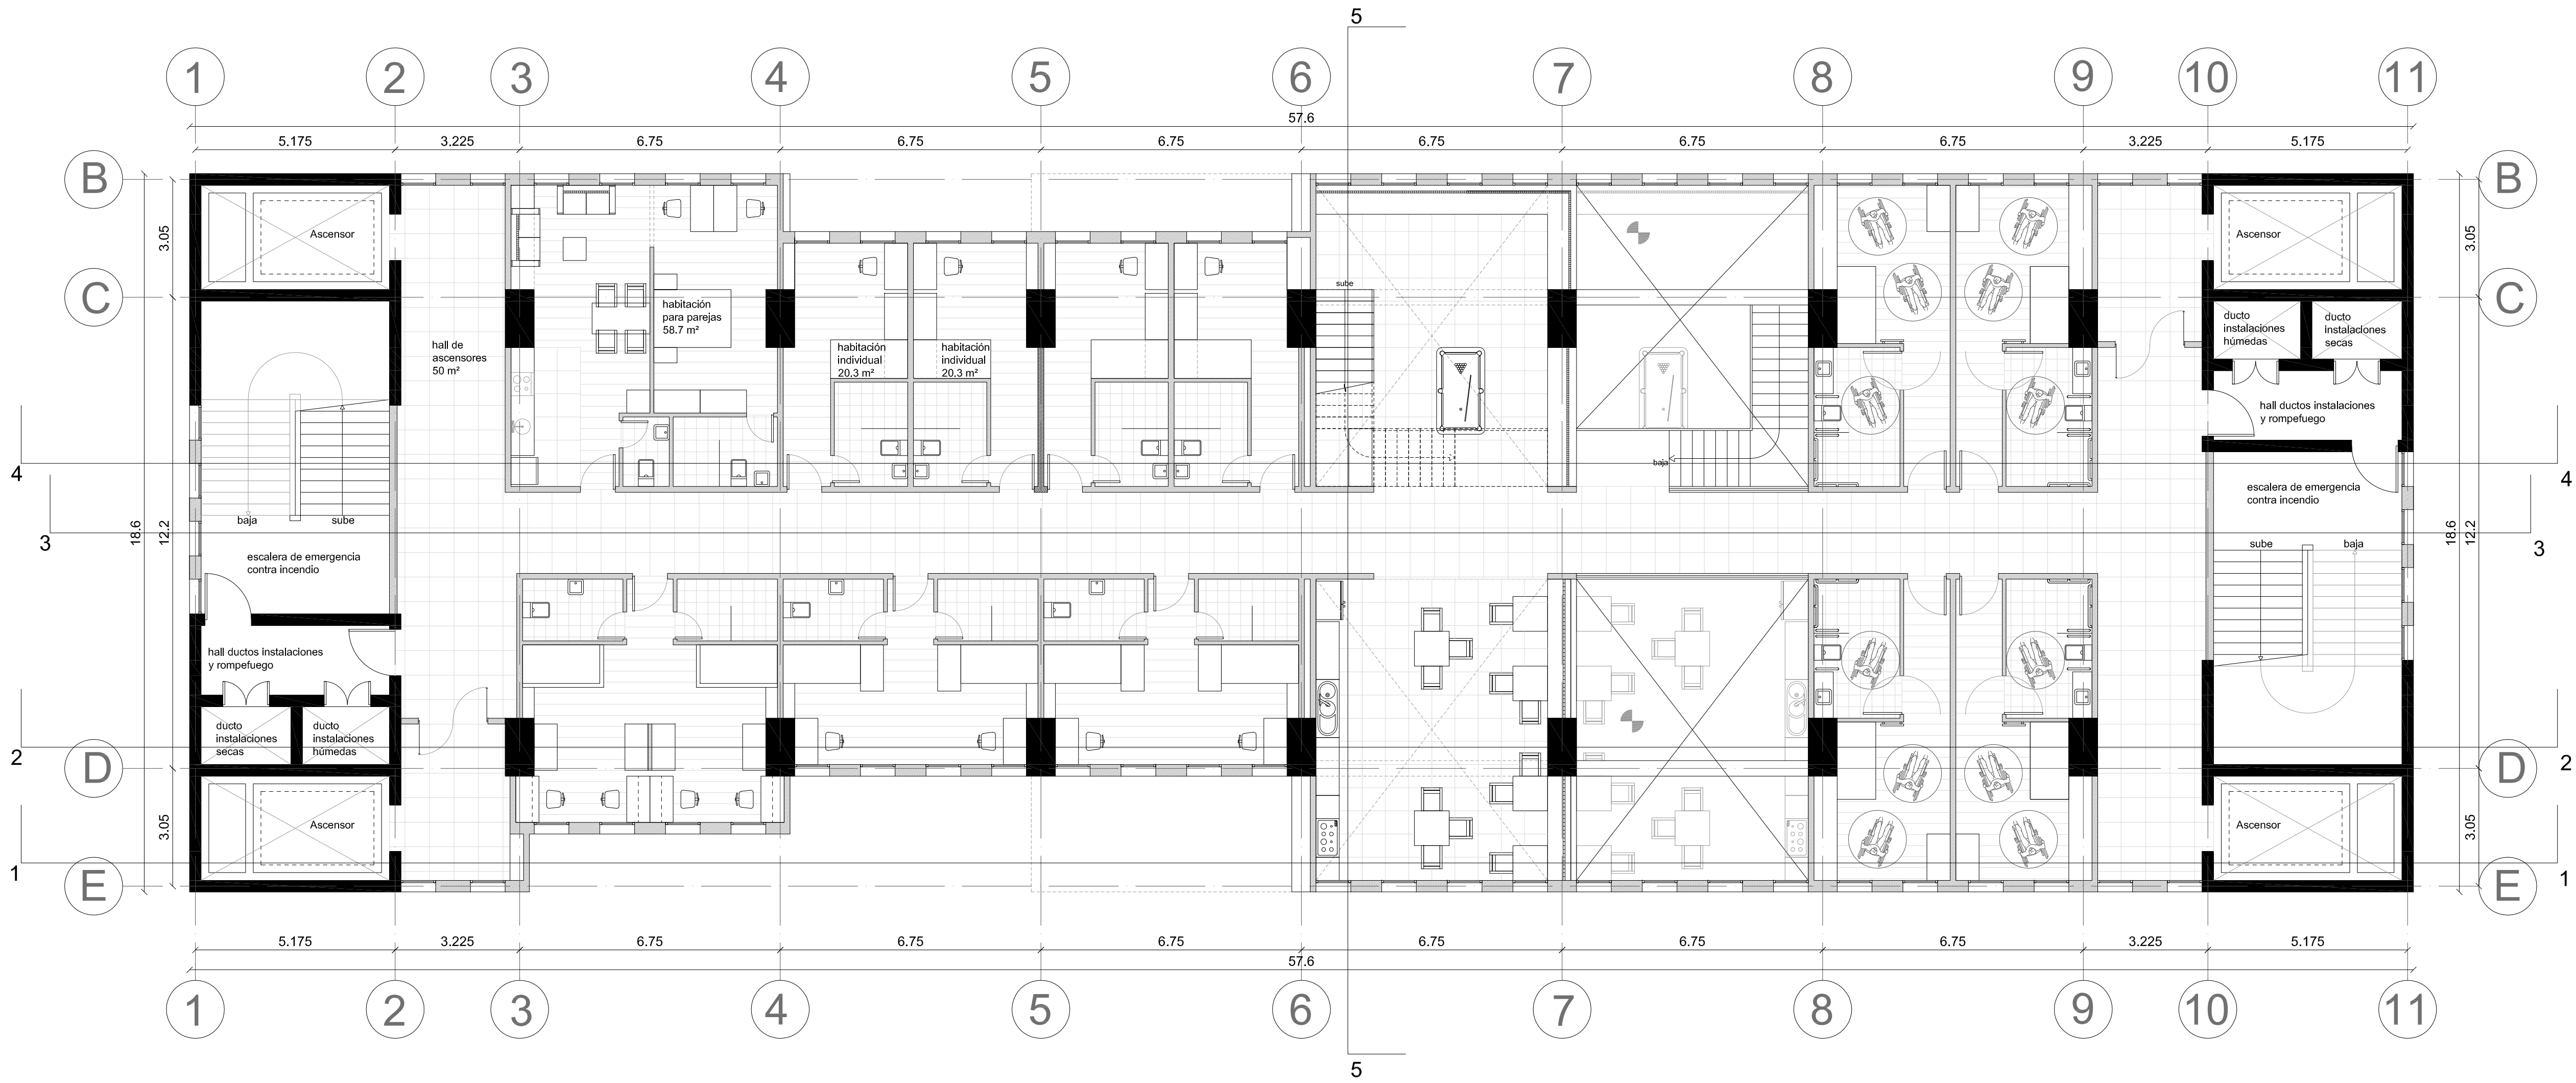 5
1 2 3 4 5 6 7 8 9 10 11
57.6
5.175 3.225 6.75 6.75 6.75 6.75 6.75 6.75 3.225 5.175
B B
3.05 3.05
Ascensor Ascensor
C C
sube
habitación
para parejas
58.7 m²
hall de
ascensores
50 m²
habitación
individual
20.3 m²
habitación
individual
20.3 m²
ducto
instalaciones
húmedas
ducto
instalaciones
secas
hall ductos instalaciones
y rompefuego
baja
4 4
escalera de emergencia
contra incendio
baja sube
18.6 12.2 18.6 12.2
3 3
sube baja
escalera de emergencia
contra incendio
hall ductos instalaciones
y rompefuego
ducto
instalaciones
secas
ducto
instalaciones
húmedas
2 2
D D
3.05 3.05
Ascensor Ascensor
1 1
E E
5.175 3.225 6.75 6.75 6.75 6.75 6.75 6.75 3.225 5.175
57.6
1 2 3 4 5 6 7 8 9 10 11
5